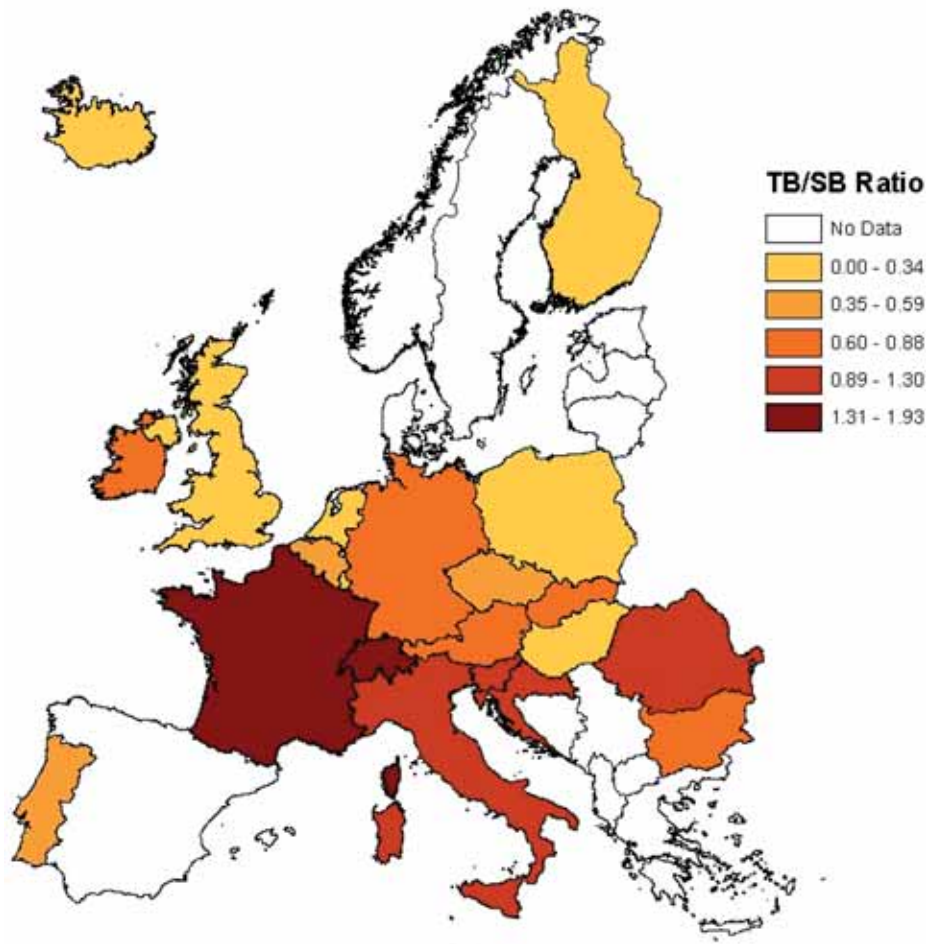 TB/SB Ratio
No Data
0.00 - 0.34
0.35 - 0.59
0.60 - 0.88
0.89 - 1.30
1.31 - 1.93